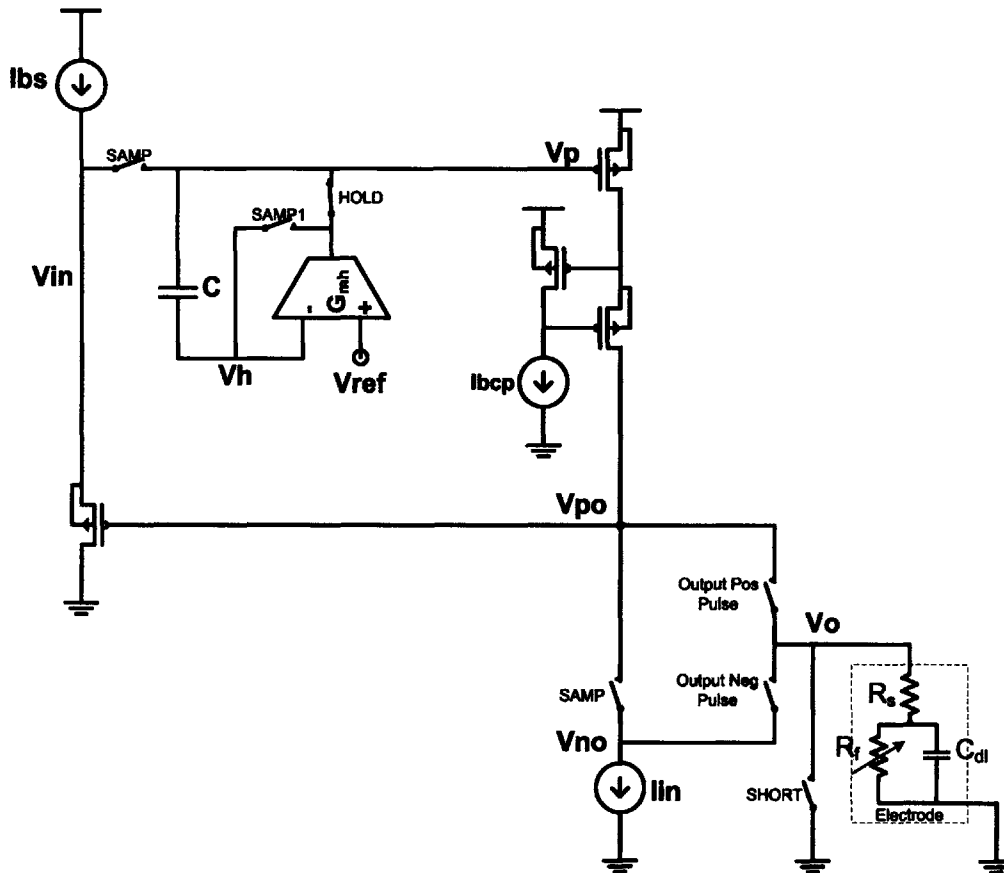 Ibs
SAMP
Vp
HOLD
SAMP1
Vin
C
Gmh
- +
Vh
Vref
Ibcp
Vpo
Output Pos
Pulse
Vo
Output Neg
Pulse
SAMP
Rs
Vno
Rf
Cdl
Iin
SHORT
Electrode